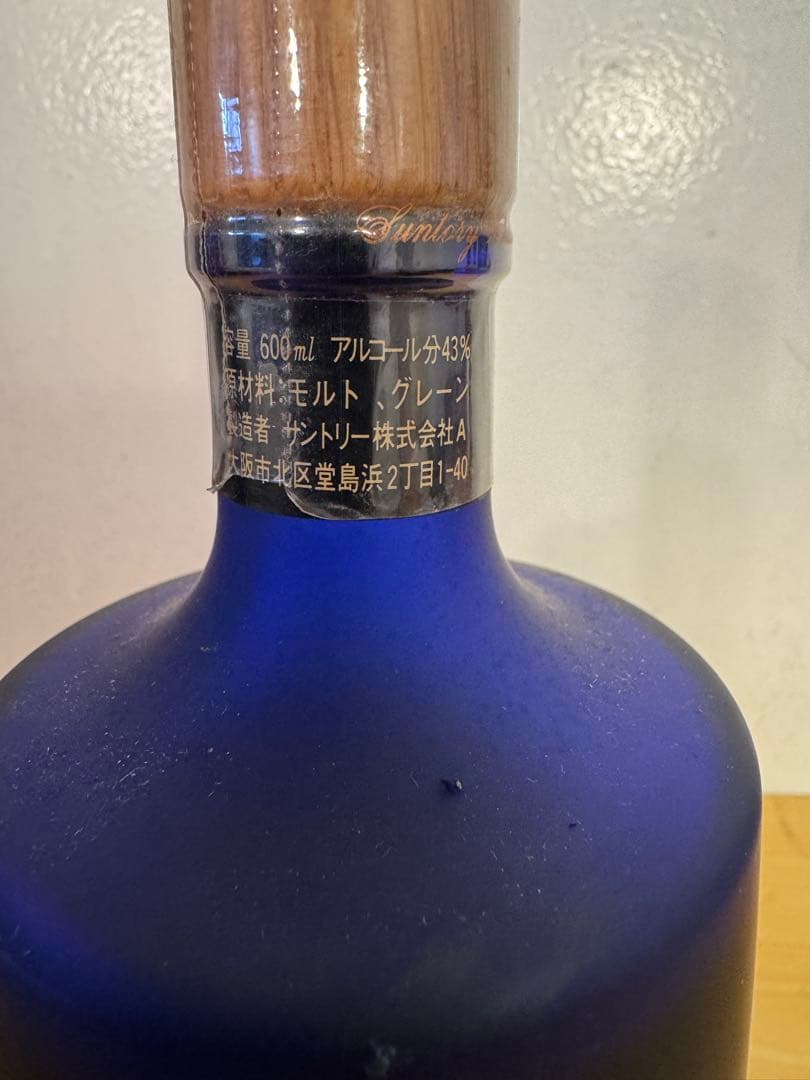 Suntory
容量 600ml アルコール分43%
原材料:モルト、グレーン
製造者 サントリー株式会社A
大阪市北区堂島浜2丁目1-40